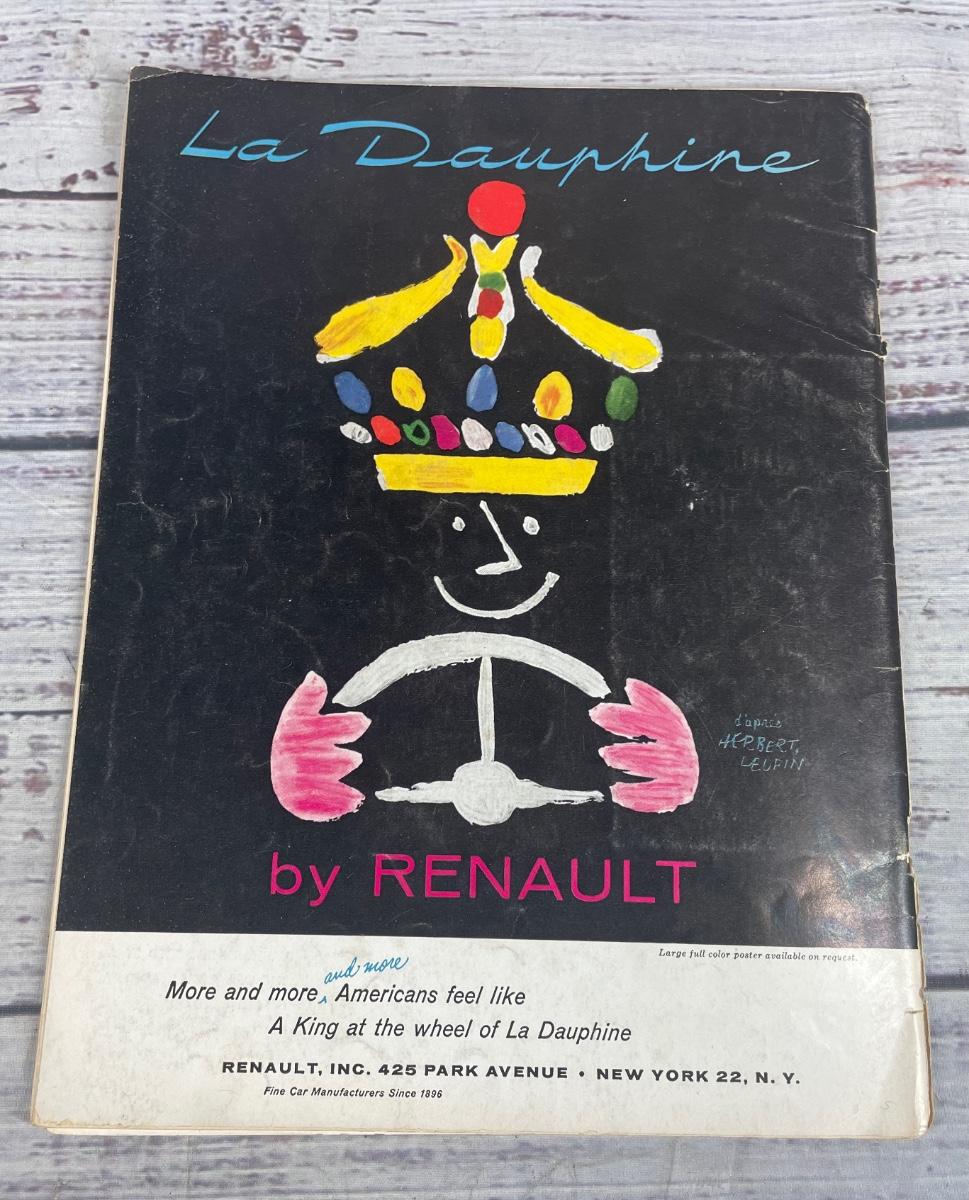 La Dauphine
d'après
HERBERT
LEUPIN
by RENAULT
Large full color poster available on request.
and more
More and more ‸ Americans feel like
A King at the wheel of La Dauphine
RENAULT, INC. 425 PARK AVENUE • NEW YORK 22, N. Y.
Fine Car Manufacturers Since 1896